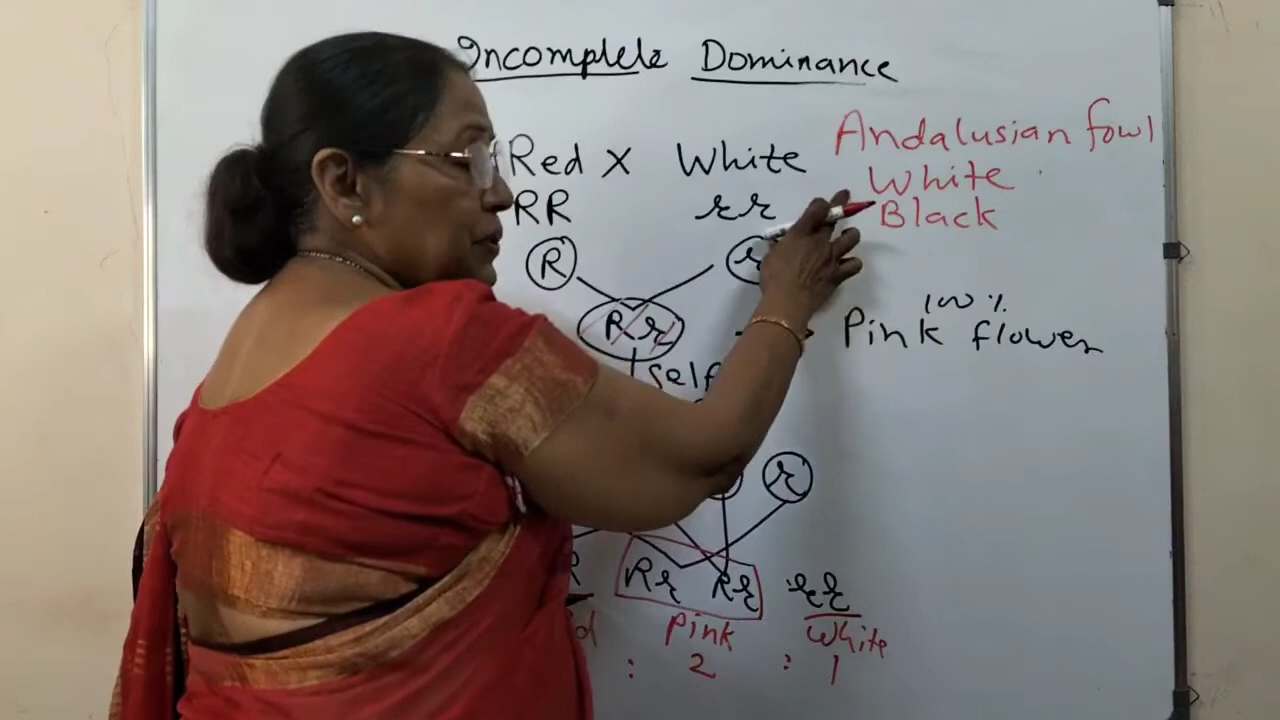 Incomplete Dominance
Red X White
RR rr
R r
Rr
Self
Andalusian fowl
White
Black
100 %
Pink flower
r
Rr Rr rr
Pink White
: 2 : 1